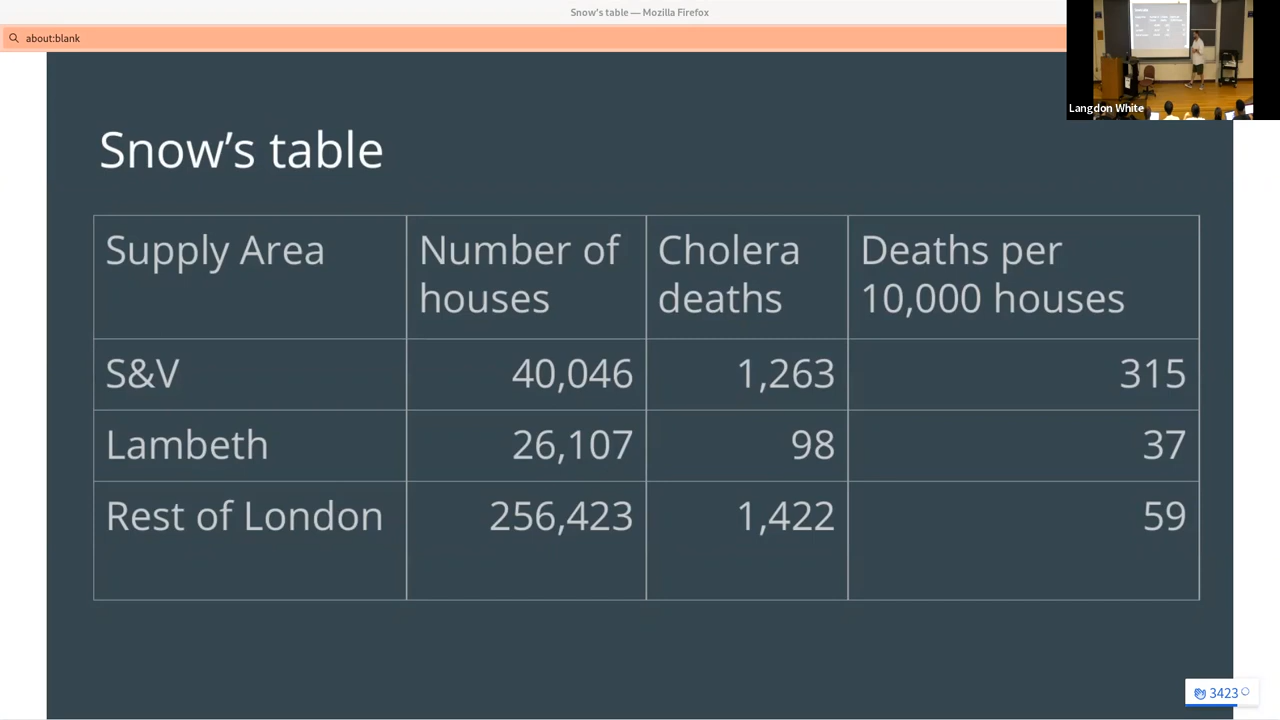 Snow's table — Mozilla Firefox
about:blank
Langdon White
Snow’s table
Supply Area
Number of
houses
Cholera
deaths
Deaths per
10,000 houses
S&V
40,046
1,263
315
Lambeth
26,107
98
37
Rest of London
256,423
1,422
59
3423